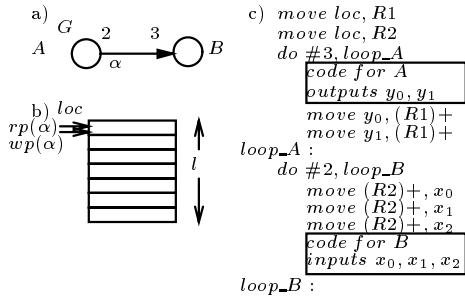 a)
G
A 2 3 B
α
b) loc
rp(α)
wp(α)
l
c) move loc, R1
move loc, R2
do #3, loop_A
code for A
outputs y₀, y₁
move y₀, (R1)+
move y₁, (R1)+
loop_A :
do #2, loop_B
move (R2)+, x₀
move (R2)+, x₁
move (R2)+, x₂
code for B
inputs x₀, x₁, x₂
loop_B :